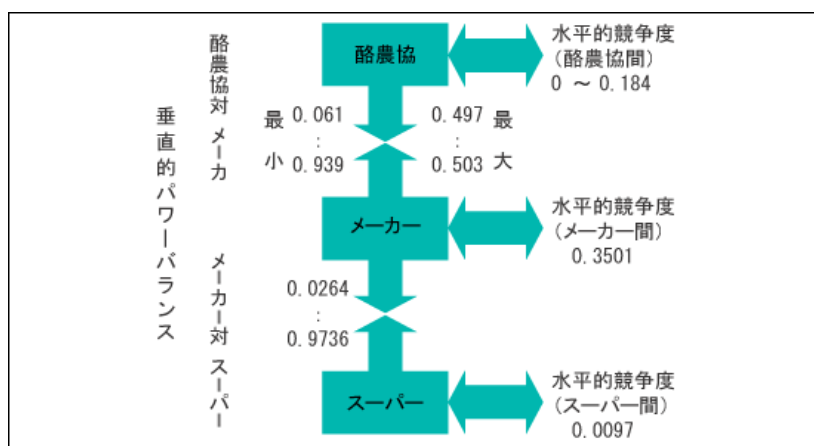 垂直的パワーバランス
酪農協対メーカ
メーカー対スーパー
酪農協
水平的競争度
(酪農協間)
0 ～ 0.184
最小
0.061
:
0.939
0.497
:
0.503
最大
メーカー
水平的競争度
(メーカー間)
0.3501
0.0264
:
0.9736
スーパー
水平的競争度
(スーパー間)
0.0097